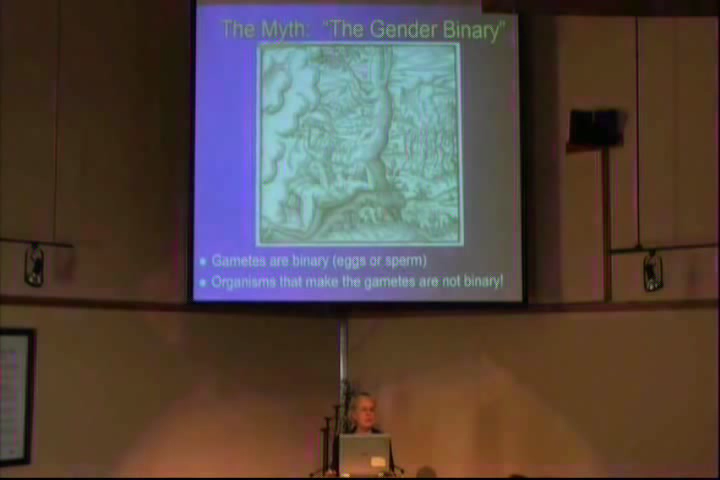 The Myth: "The Gender Binary"
Gametes are binary (eggs or sperm)
Organisms that make the gametes are not binary!